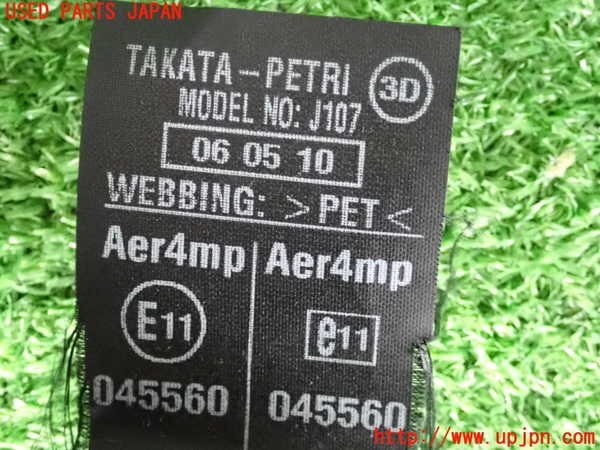 USED PARTS JAPAN
TAKATA-PETRI
3D
MODEL NO: J107
06 05 10
WEBBING: >PET<
Aer4mp Aer4mp
E11 e11
045560 045560
http://www.upjpn.com/